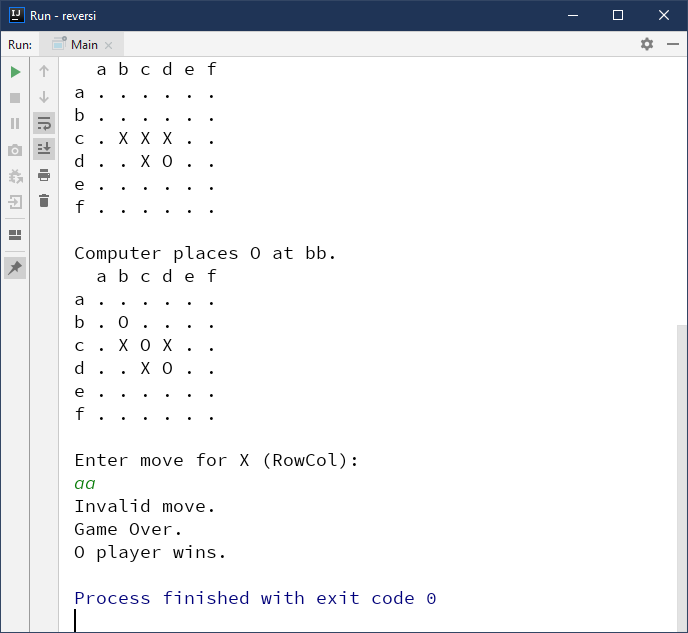 Run - reversi
Run: Main
a b c d e f
a . . . . . .
b . . . . . .
c . X X X . .
d . . X O . .
e . . . . . .
f . . . . . .
Computer places O at bb.
a b c d e f
a . . . . . .
b . O . . . .
c . X O X . .
d . . X O . .
e . . . . . .
f . . . . . .
Enter move for X (RowCol):
aa
Invalid move.
Game Over.
O player wins.
Process finished with exit code 0